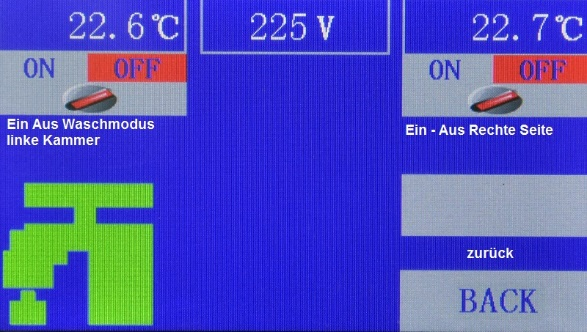 22.6℃
225 V
22.7℃
ON OFF
ON OFF
Ein Aus Waschmodus
linke Kammer
Ein - Aus Rechte Seite
zurück
BACK